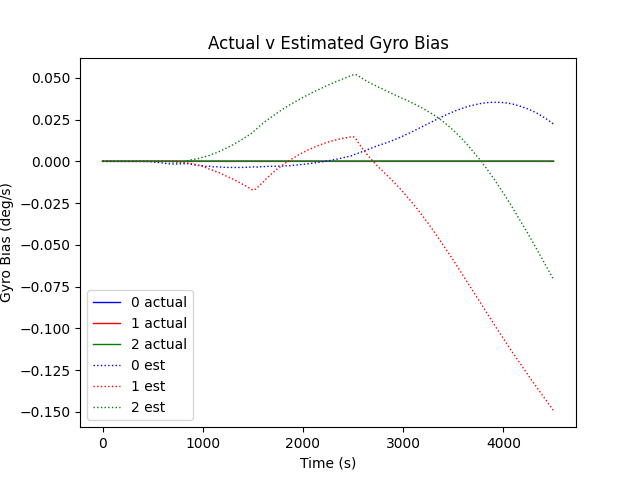 Actual v Estimated Gyro Bias
Gyro Bias (deg/s)
0.050
0.025
0.000
−0.025
−0.050
−0.075
−0.100
−0.125
−0.150
0 actual
1 actual
2 actual
0 est
1 est
2 est
0 1000 2000 3000 4000
Time (s)